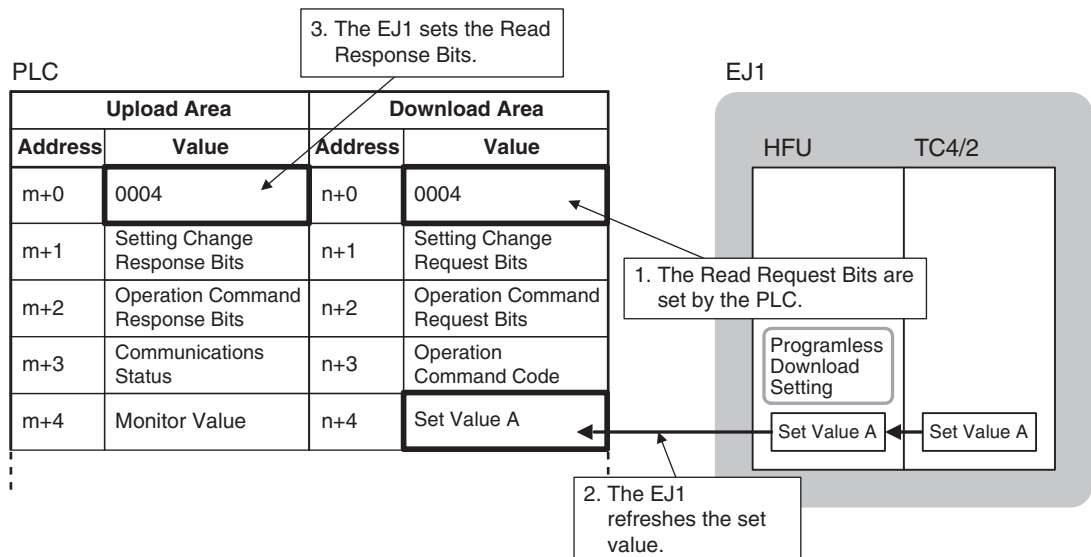 3. The EJ1 sets the Read
Response Bits.
PLC
EJ1
Upload Area Download Area
Address Value Address Value
HFU TC4/2
m+0 0004 n+0 0004
m+1 Setting Change n+1 Setting Change
Response Bits Request Bits
1. The Read Request Bits are
set by the PLC.
m+2 Operation Command n+2 Operation Command
Response Bits Request Bits
m+3 Communications n+3 Operation
Status Command Code
Programless
Download
Setting
m+4 Monitor Value n+4 Set Value A
Set Value A Set Value A
2. The EJ1
refreshes the set
value.